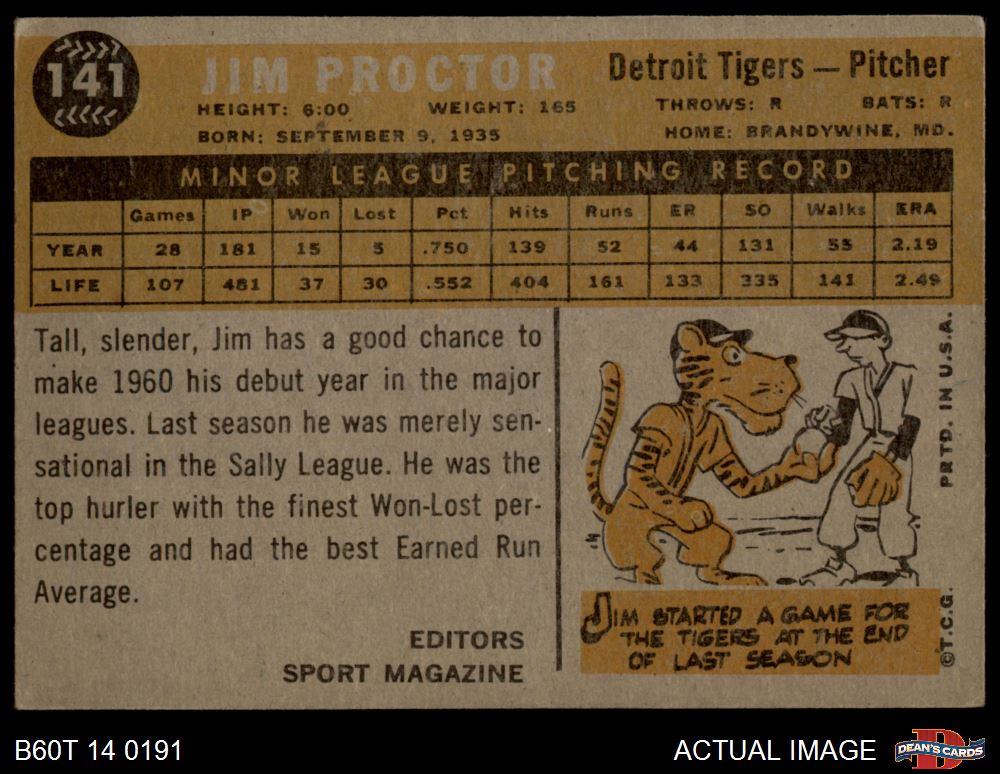 141
JIM PROCTOR
Detroit Tigers — Pitcher
HEIGHT: 6:00 WEIGHT: 165 THROWS: R BATS: R
BORN: SEPTEMBER 9, 1935 HOME: BRANDYWINE, MD.
MINOR LEAGUE PITCHING RECORD
Games IP Won Lost Pct Hits Runs ER SO Walks ERA
YEAR 28 181 15 5 .750 139 52 44 131 55 2.19
LIFE 107 481 37 30 .552 404 161 133 335 141 2.49
Tall, slender, Jim has a good chance to
make 1960 his debut year in the major
leagues. Last season he was merely sen-
sational in the Sally League. He was the
top hurler with the finest Won-Lost per-
centage and had the best Earned Run
Average.
EDITORS
SPORT MAGAZINE
JIM STARTED A GAME FOR
THE TIGERS AT THE END
OF LAST SEASON
PRTD. IN U.S.A.
©T.C.G.
B60T 14 0191
ACTUAL IMAGE
D
DEAN'S CARDS